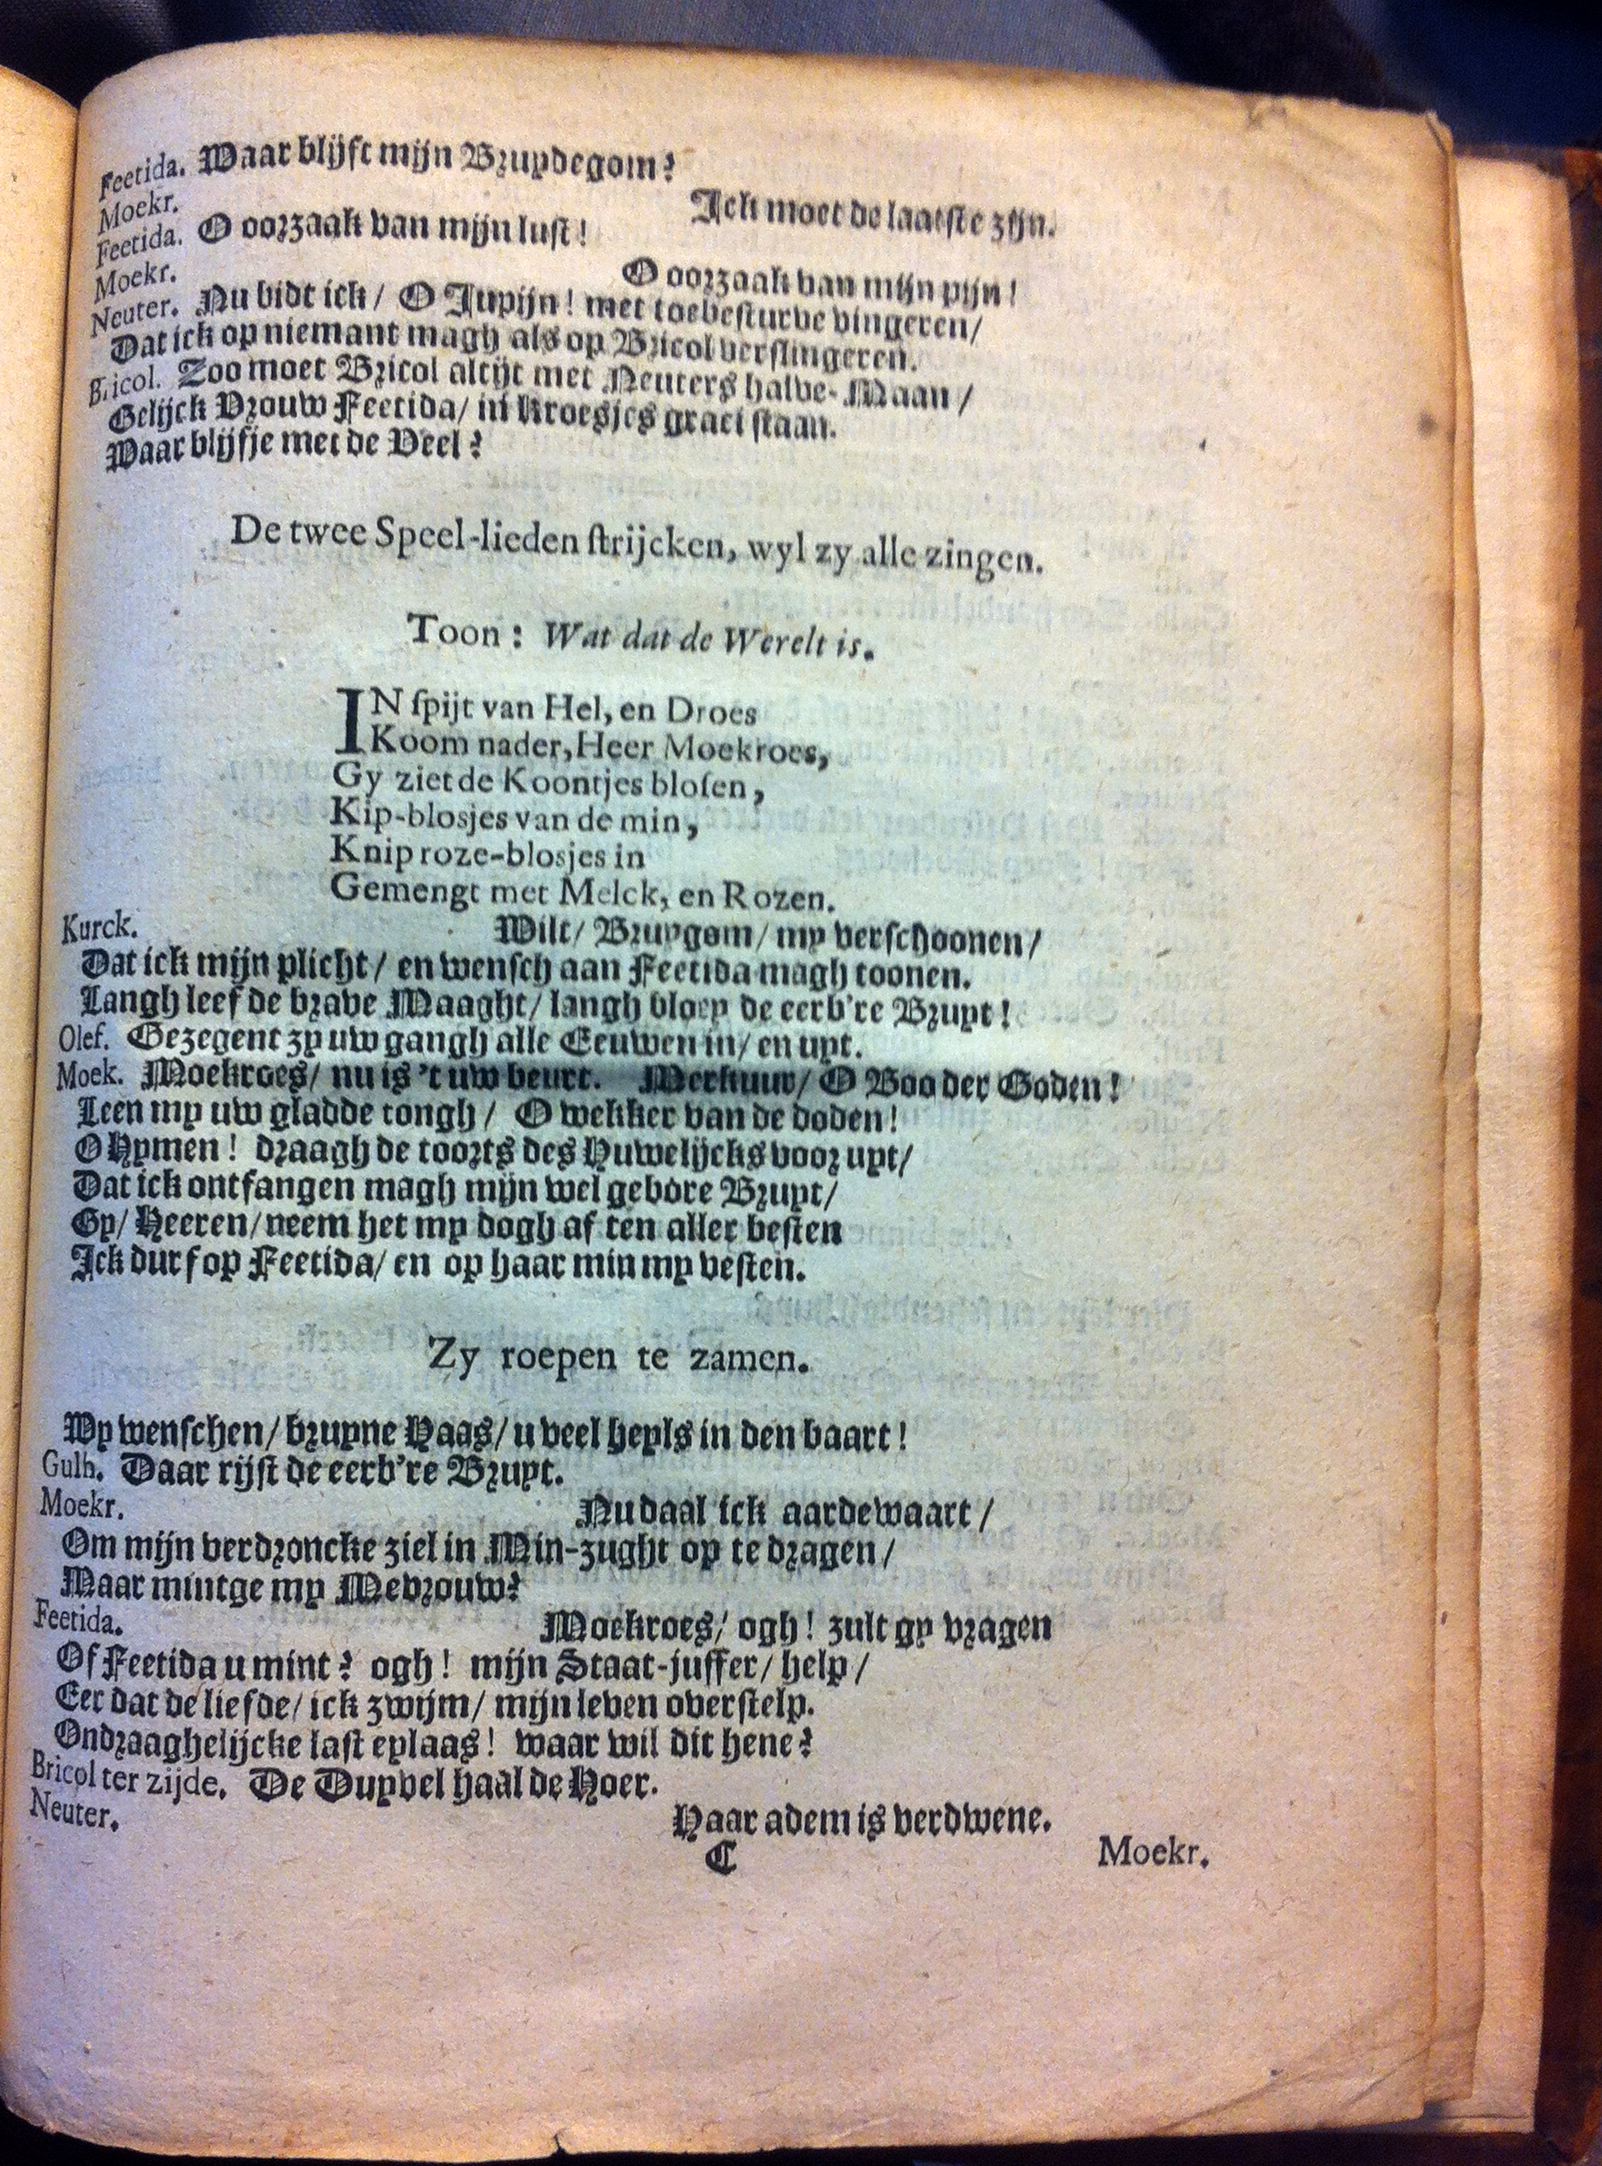 Feetida. Waar blijft mijn Bruydegom?
Moekr. Ick moet de laatste zijn.
Feetida. O oorzaak van mijn lust!
Moekr. O oorzaak van mijn pijn!
Neuter. Nu bidt ick / O Jupijn! met toebesturve vingeren /
Dat ick op niemant magh als op Bricol verslingeren.
Bricol. Zoo moet Bricol altijt met Neuters halve-Maan /
Gelijck Vrouw Feetida / in kroesjes graci staan.
Waar blijfje met de Veel?
De twee Speel-lieden ſtrijcken, wyl zy alle zingen.
Toon: Wat dat de Werelt is.
IN ſpijt van Hel, en Droes
Koom nader, Heer Moekroes,
Gy ziet de Koontjes bloſen,
Kip-blosjes van de min,
Knip roze-blosjes in
Gemengt met Melck, en Rozen.
Kurck. Wilt / Bruygom / my verschoonen /
Dat ick mijn plicht / en wensch aan Feetida magh toonen.
Langh leef de brave Maaght / langh bloey de eerb're Bruyt!
Olef. Gezegent zy uw gangh alle Eeuwen in / en uyt.
Moek. Moekroes / nu is 't uw beurt. Merkuur / O Boo der Goden!
Leen my uw gladde tongh / O wekker van de doden!
O Hymen! draagh de toorts des Huwelijcks voor uyt /
Dat ick ontfangen magh mijn wel gebore Bruyt /
Gy / Heeren / neem het my dogh af ten aller besten
Ick durf op Feetida / en op haar min my vesten.
Zy roepen te zamen.
Wy wenschen / bruyne Haas / u veel heyls in den baart!
Gulh. Daar rijst de eerb're Bruyt.
Moekr. Nu daal ick aardewaart /
Om mijn verdroncke ziel in Min-zught op te dragen /
Maar mintge my Mevrouw?
Feetida. Moekroes / ogh! zult gy vragen
Of Feetida u mint? ogh! mijn Staat-juffer / help /
Eer dat de liefde / ick zwijm / mijn leven overstelp.
Ondraaghelijcke last eylaas! waar wil dit hene?
Bricol ter zijde. De Duyvel haal de Hoer.
Neuter. Haar adem is verdwene.
C Moekr.